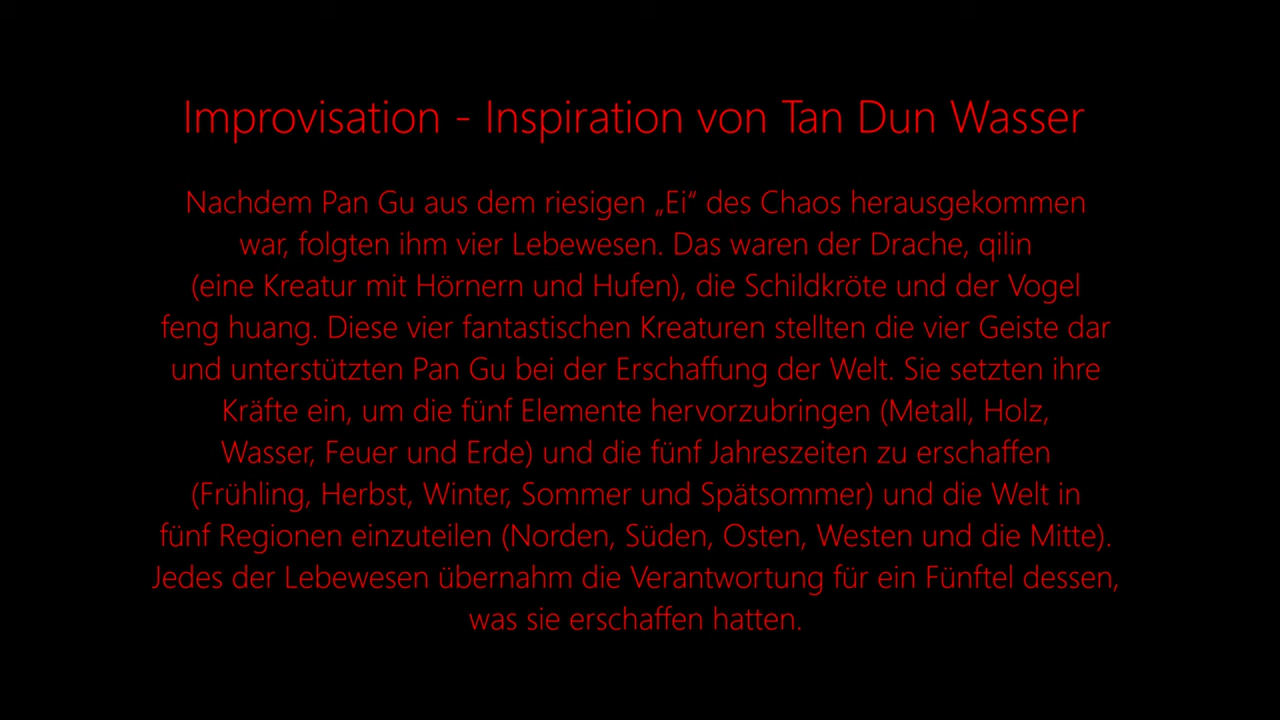 Improvisation - Inspiration von Tan Dun Wasser
Nachdem Pan Gu aus dem riesigen „Ei“ des Chaos herausgekommen
war, folgten ihm vier Lebewesen. Das waren der Drache, qilin
(eine Kreatur mit Hörnern und Hufen), die Schildkröte und der Vogel
feng huang. Diese vier fantastischen Kreaturen stellten die vier Geiste dar
und unterstützten Pan Gu bei der Erschaffung der Welt. Sie setzten ihre
Kräfte ein, um die fünf Elemente hervorzubringen (Metall, Holz,
Wasser, Feuer und Erde) und die fünf Jahreszeiten zu erschaffen
(Frühling, Herbst, Winter, Sommer und Spätsommer) und die Welt in
fünf Regionen einzuteilen (Norden, Süden, Osten, Westen und die Mitte).
Jedes der Lebewesen übernahm die Verantwortung für ein Fünftel dessen,
was sie erschaffen hatten.